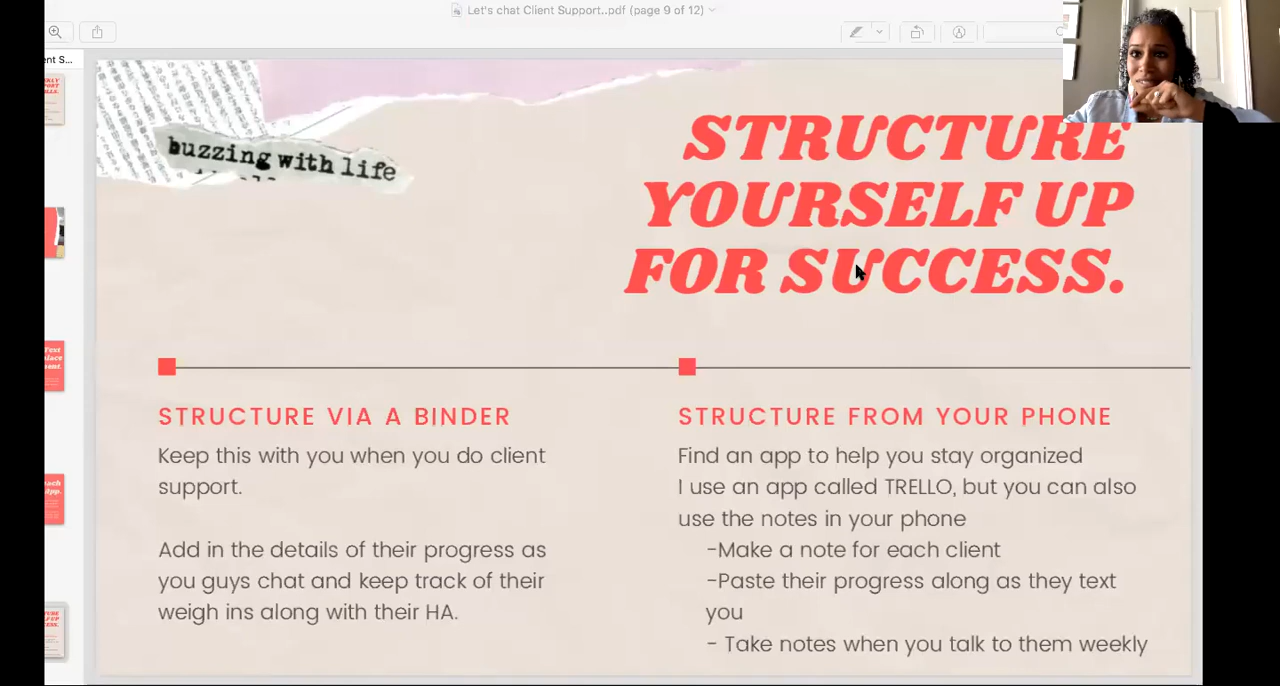 Let's chat Client Support..pdf (page 9 of 12)
ent S...
buzzing with life
STRUCTURE
YOURSELF UP
FOR SUCCESS.
STRUCTURE VIA A BINDER
Keep this with you when you do client
support.
Add in the details of their progress as
you guys chat and keep track of their
weigh ins along with their HA.
STRUCTURE FROM YOUR PHONE
Find an app to help you stay organized
I use an app called TRELLO, but you can also
use the notes in your phone
-Make a note for each client
-Paste their progress along as they text
you
- Take notes when you talk to them weekly